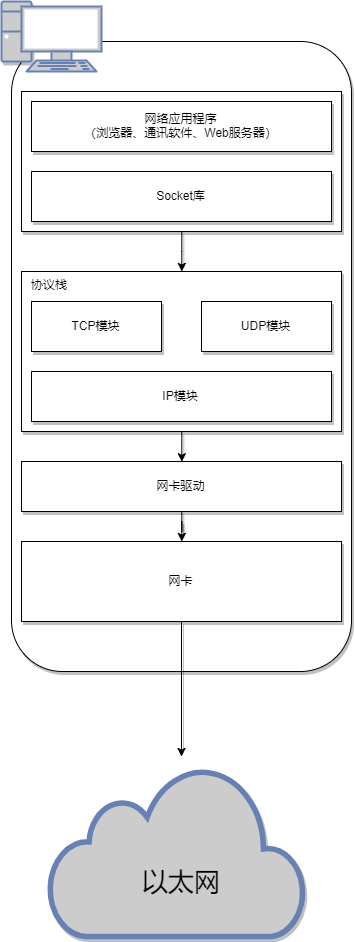 网络应用程序
（浏览器、通讯软件、Web服务器）
Socket库
协议栈
TCP模块
UDP模块
IP模块
网卡驱动
网卡
以太网